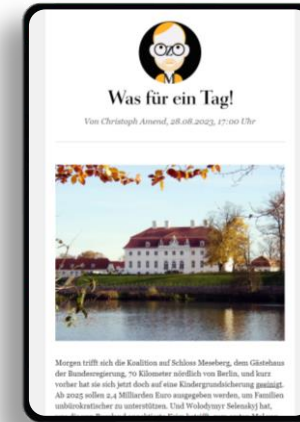 M
Was für ein Tag!
Von Christoph Amend, 28.08.2023, 17:00 Uhr
Morgen trifft sich die Koalition auf Schloss Meseberg, dem Gästehaus
der Bundesregierung, 70 Kilometer nördlich von Berlin, und kurz
vorher hat sie sich jetzt doch auf eine Kindergrundsicherung geeinigt.
Ab 2025 sollen 2,4 Milliarden Euro ausgegeben werden, um Familien
unbürokratischer zu unterstützen. Und Wolodymyr Selenskyj hat,